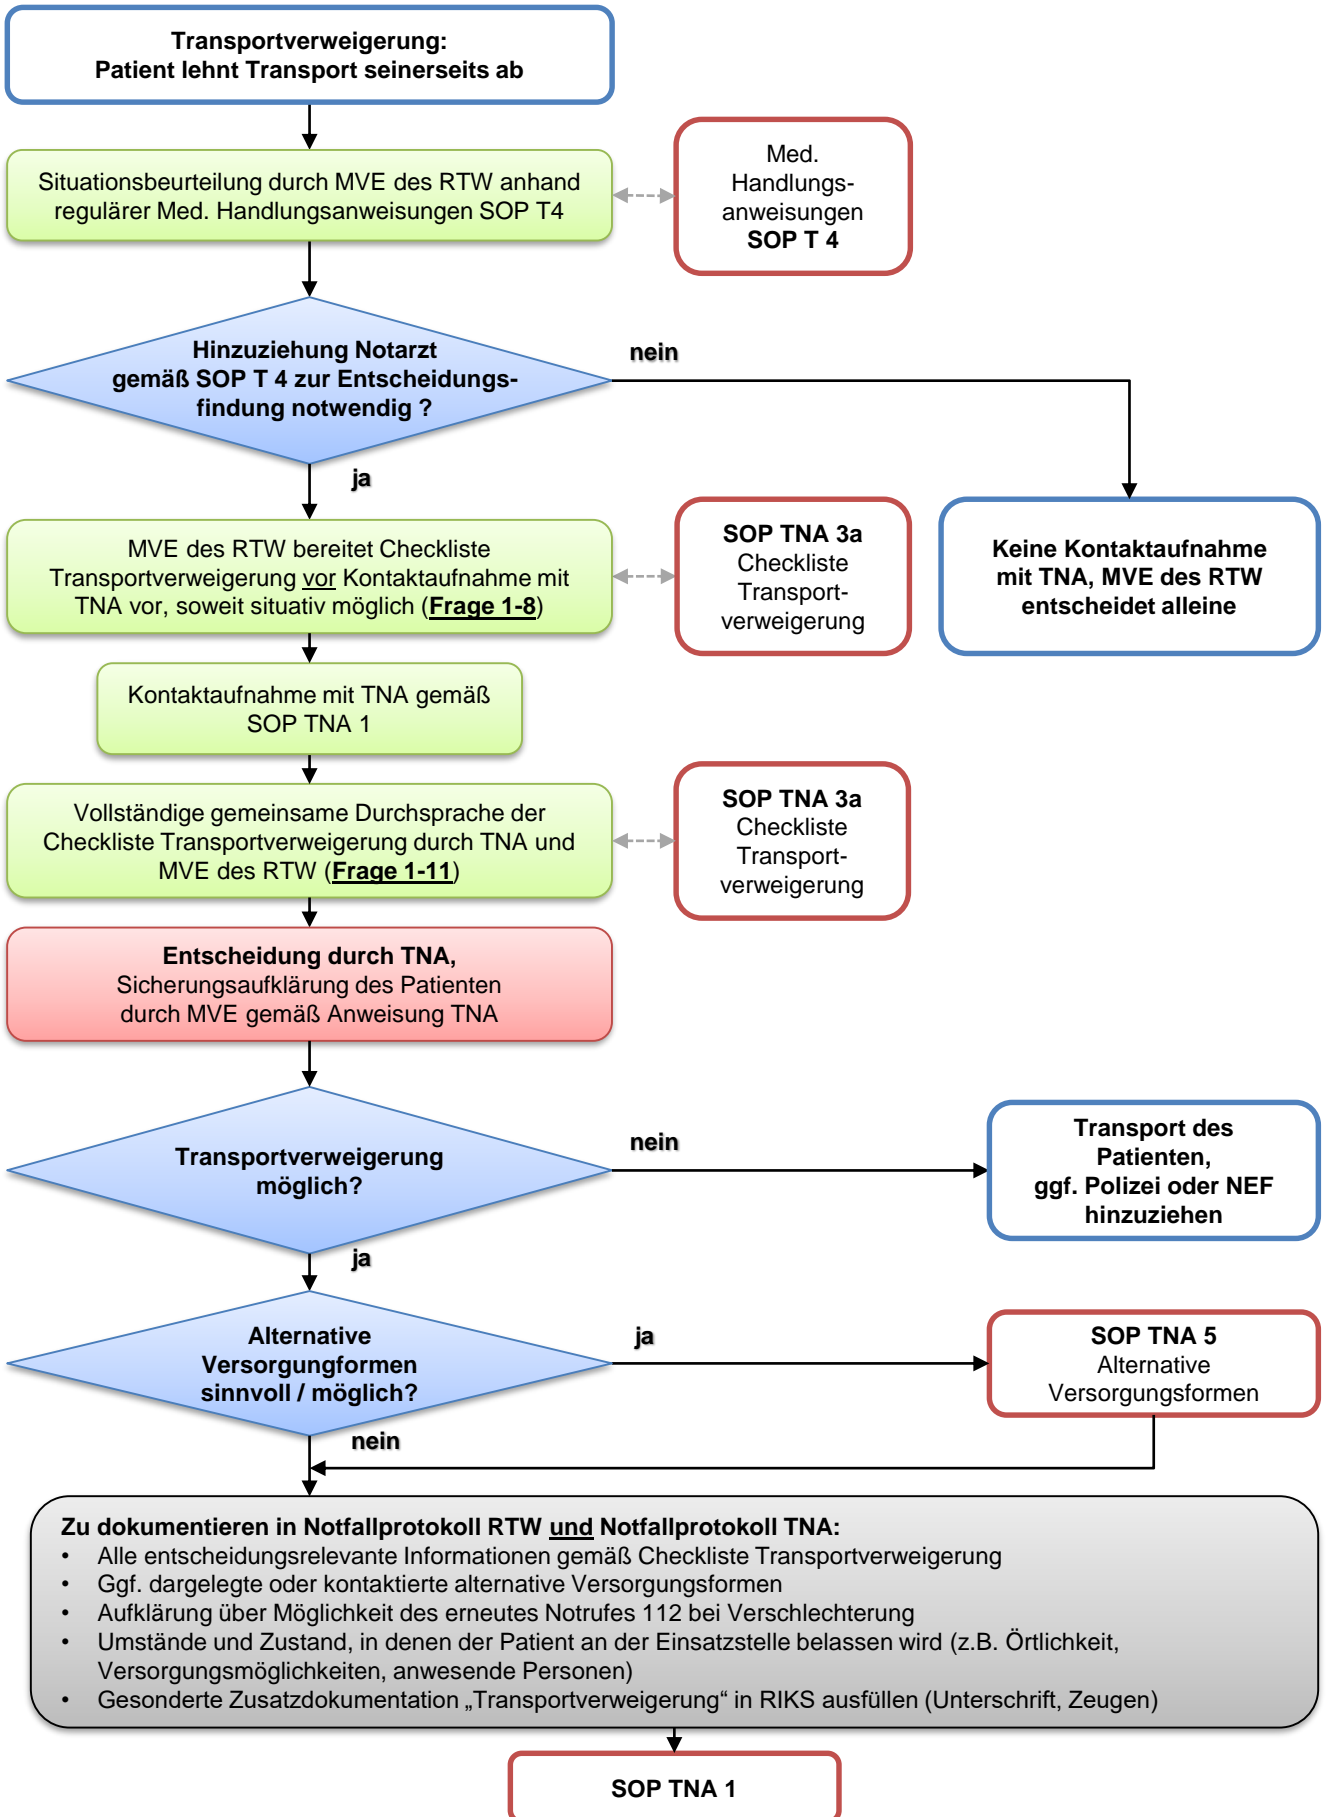 Transportverweigerung:
Patient lehnt Transport seinerseits ab
Situationsbeurteilung durch MVE des RTW anhand
regulärer Med. Handlungsanweisungen SOP T4
Med.
Handlungs-
anweisungen
SOP T 4
Hinzuziehung Notarzt
gemäß SOP T 4 zur Entscheidungs-
findung notwendig ?
nein
ja
MVE des RTW bereitet Checkliste
Transportverweigerung vor Kontaktaufnahme mit
TNA vor, soweit situativ möglich (Frage 1-8)
SOP TNA 3a
Checkliste
Transport-
verweigerung
Keine Kontaktaufnahme
mit TNA, MVE des RTW
entscheidet alleine
Kontaktaufnahme mit TNA gemäß
SOP TNA 1
Vollständige gemeinsame Durchsprache der
Checkliste Transportverweigerung durch TNA und
MVE des RTW (Frage 1-11)
SOP TNA 3a
Checkliste
Transport-
verweigerung
Entscheidung durch TNA,
Sicherungsaufklärung des Patienten
durch MVE gemäß Anweisung TNA
Transportverweigerung
möglich?
nein
Transport des
Patienten,
ggf. Polizei oder NEF
hinzuziehen
ja
Alternative
Versorgungformen
sinnvoll / möglich?
ja
SOP TNA 5
Alternative
Versorgungsformen
nein
Zu dokumentieren in Notfallprotokoll RTW und Notfallprotokoll TNA:
• Alle entscheidungsrelevante Informationen gemäß Checkliste Transportverweigerung
• Ggf. dargelegte oder kontaktierte alternative Versorgungsformen
• Aufklärung über Möglichkeit des erneutes Notrufes 112 bei Verschlechterung
• Umstände und Zustand, in denen der Patient an der Einsatzstelle belassen wird (z.B. Örtlichkeit,
Versorgungsmöglichkeiten, anwesende Personen)
• Gesonderte Zusatzdokumentation „Transportverweigerung“ in RIKS ausfüllen (Unterschrift, Zeugen)
SOP TNA 1